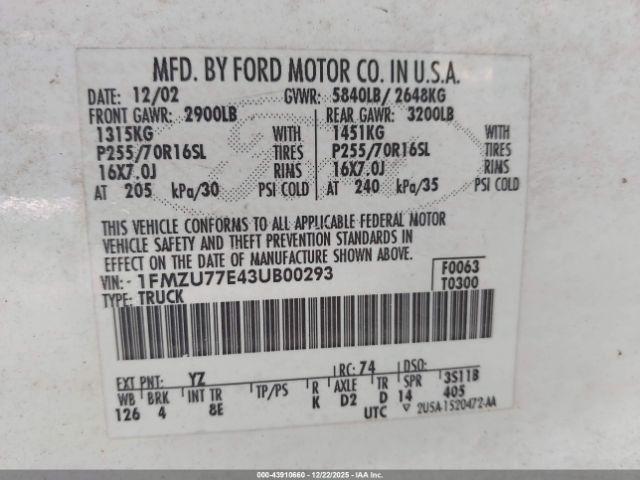 MFD. BY FORD MOTOR CO. IN U.S.A.
DATE: 12/02 GVWR: 5840LB/ 2648KG
FRONT GAWR: 2900LB REAR GAWR: 3200LB
1315KG WITH 1451KG WITH
P255/70R16SL TIRES P255/70R16SL TIRES
16X7.0J RIMS 16X7.0J RIMS
AT 205 kPa/30 PSI COLD AT 240 kPa/35 PSI COLD
THIS VEHICLE CONFORMS TO ALL APPLICABLE FEDERAL MOTOR
VEHICLE SAFETY AND THEFT PREVENTION STANDARDS IN
EFFECT ON THE DATE OF MANUFACTURE SHOWN ABOVE.
VIN: 1FMZU77E43UB00293 F0063
TYPE: TRUCK T0300
EXT PNT: YZ RC: 74 DSO:
WB BRK INT TR TP/PS R AXLE TR SPR 3S11B
126 4 8E K D2 D 14 405
UTC 2USA-1520472-AA
000-43910660 - 12/22/2025 - IAAI.COM